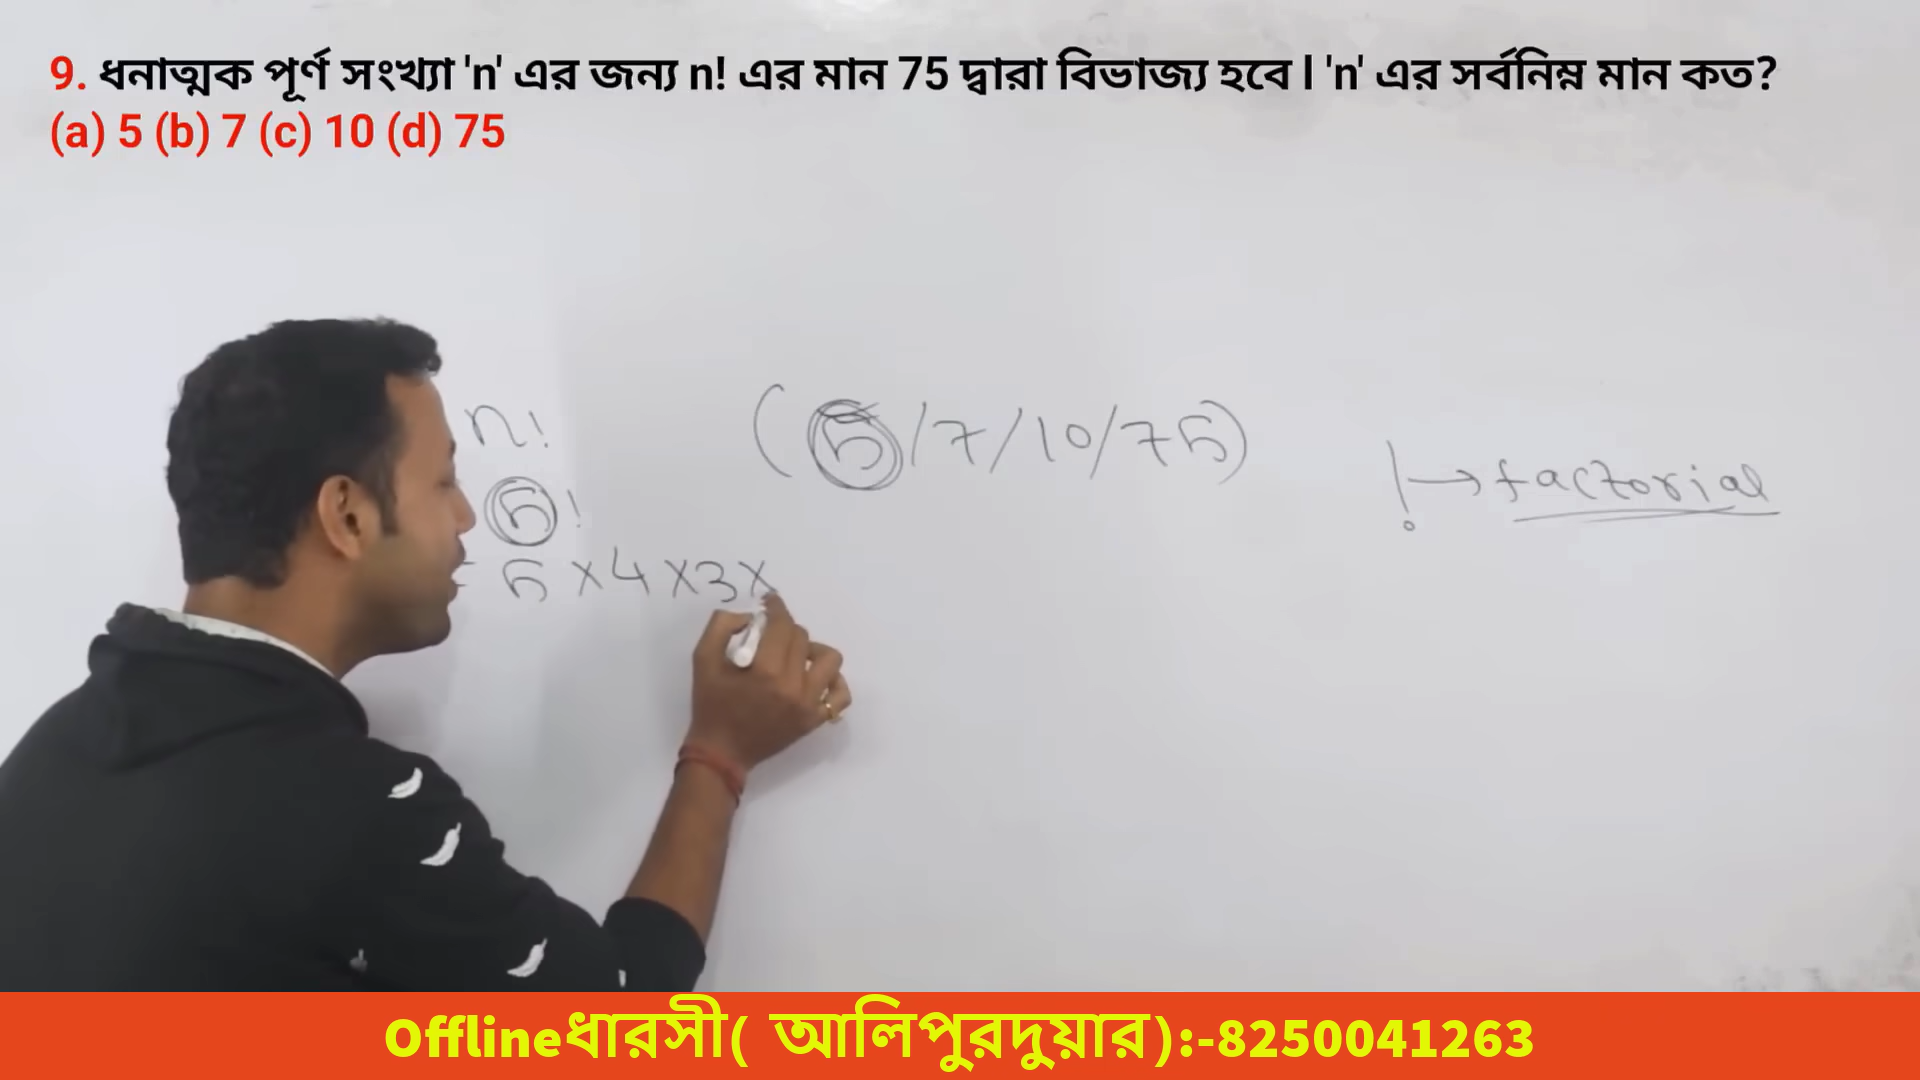 9. ধনাত্মক পূর্ণ সংখ্যা 'n' এর জন্য n! এর মান 75 দ্বারা বিভাজ্য হবে l 'n' এর সর্বনিম্ন মান কত?
(a) 5 (b) 7 (c) 10 (d) 75
n!
(5/7/10/75)
! → factorial
5!
= 5 × 4 × 3 ×
Offlineধারসী( আলিপুরদুয়ার):-8250041263